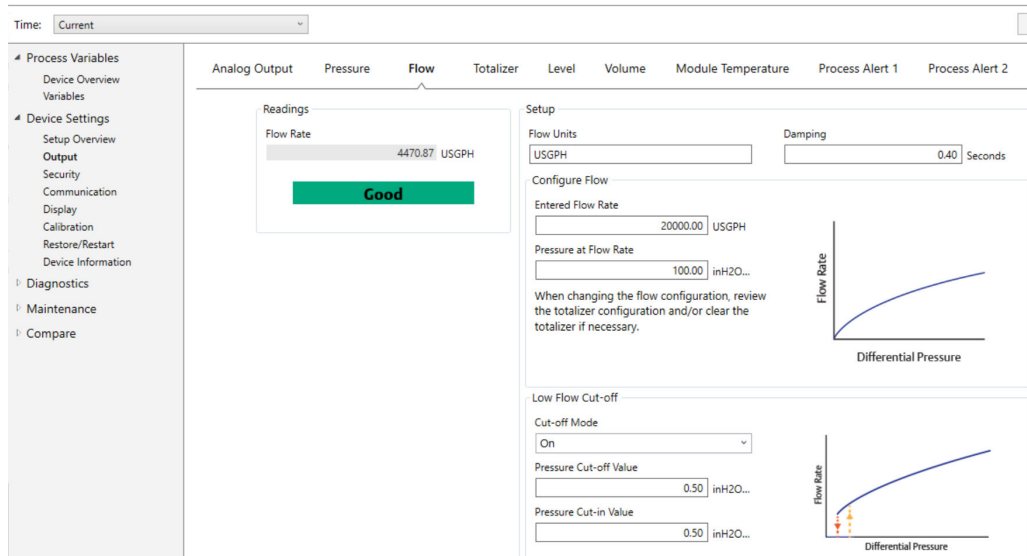 Time: Current
Process Variables
Device Overview
Variables
Device Settings
Setup Overview
Output
Security
Communication
Display
Calibration
Restore/Restart
Device Information
Diagnostics
Maintenance
Compare
Analog Output Pressure Flow Totalizer Level Volume Module Temperature Process Alert 1 Process Alert 2
Readings
Flow Rate
4470.87 USGPH
Good
Setup
Flow Units Damping
USGPH 0.40 Seconds
Configure Flow
Entered Flow Rate
20000.00 USGPH
Pressure at Flow Rate
100.00 inH2O...
When changing the flow configuration, review
the totalizer configuration and/or clear the
totalizer if necessary.
Flow Rate
Differential Pressure
Low Flow Cut-off
Cut-off Mode
On
Pressure Cut-off Value
0.50 inH2O...
Pressure Cut-in Value
0.50 inH2O...
Flow Rate
Differential Pressure